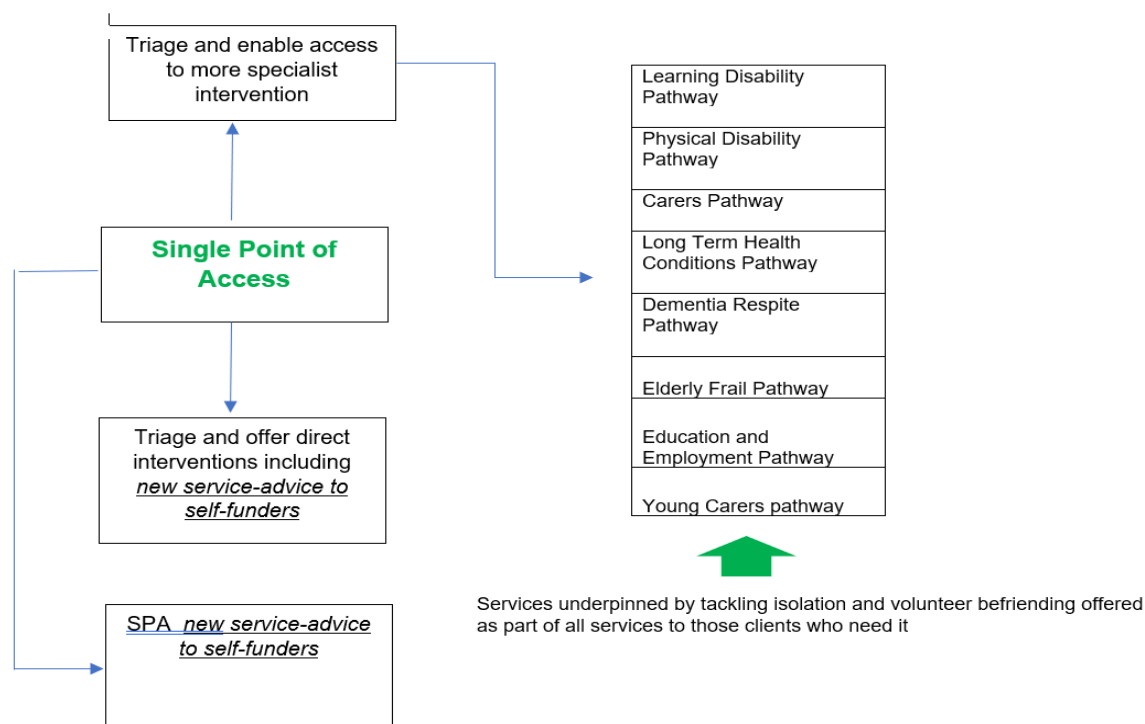 Triage and enable access
to more specialist
intervention
Single Point of
Access
Triage and offer direct
interventions including
new service-advice to
self-funders
SPA new service-advice
to self-funders
Learning Disability
Pathway
Physical Disability
Pathway
Carers Pathway
Long Term Health
Conditions Pathway
Dementia Respite
Pathway
Elderly Frail Pathway
Education and
Employment Pathway
Young Carers pathway
Services underpinned by tackling isolation and volunteer befriending offered
as part of all services to those clients who need it